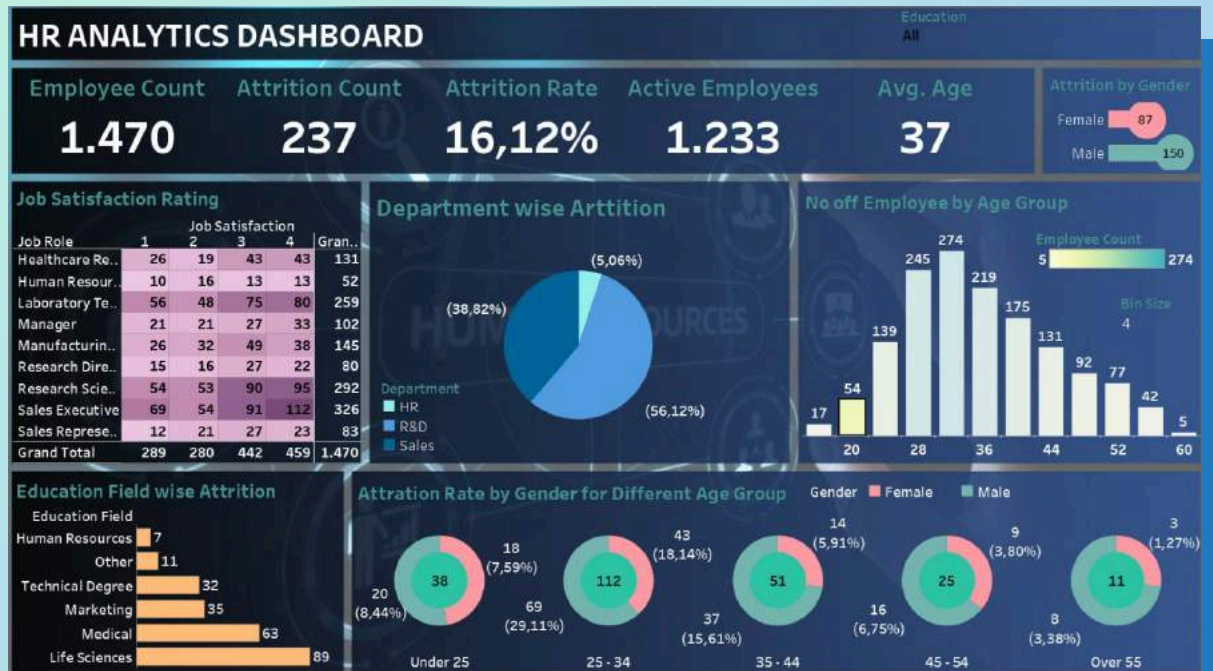 HR ANALYTICS DASHBOARD
Education
All
Employee Count Attrition Count Attrition Rate Active Employees Avg. Age
1.470 237 16,12% 1.233 37
Attrition by Gender
Female 87
Male 150
Job Satisfaction Rating
Job Satisfaction
Job Role 1 2 3 4 Gran..
Healthcare Re.. 26 19 43 43 131
Human Resour.. 10 16 13 13 52
Laboratory Te.. 56 48 75 80 259
Manager 21 21 27 33 102
Manufacturin.. 26 32 49 38 145
Research Dire.. 15 16 27 22 80
Research Scie.. 54 53 90 95 292
Sales Executive 69 54 91 112 326
Sales Represe.. 12 21 27 23 83
Grand Total 289 280 442 459 1.470
Department wise Arttition
(5,06%)
(38,82%)
(56,12%)
Department
HR
R&D
Sales
No off Employee by Age Group
Employee Count
5 274
Bin Size
4
17 54 139 245 274 219 175 131 92 77 42 5
20 28 36 44 52 60
Education Field wise Attrition
Education Field
Human Resources 7
Other 11
Technical Degree 32
Marketing 35
Medical 63
Life Sciences 89
Attration Rate by Gender for Different Age Group Gender Female Male
38
18
(7,59%)
20
(8,44%)
Under 25
112
43
(18,14%)
69
(29,11%)
25 - 34
51
14
(5,91%)
37
(15,61%)
35 - 44
25
9
(3,80%)
16
(6,75%)
45 - 54
11
3
(1,27%)
8
(3,38%)
Over 55